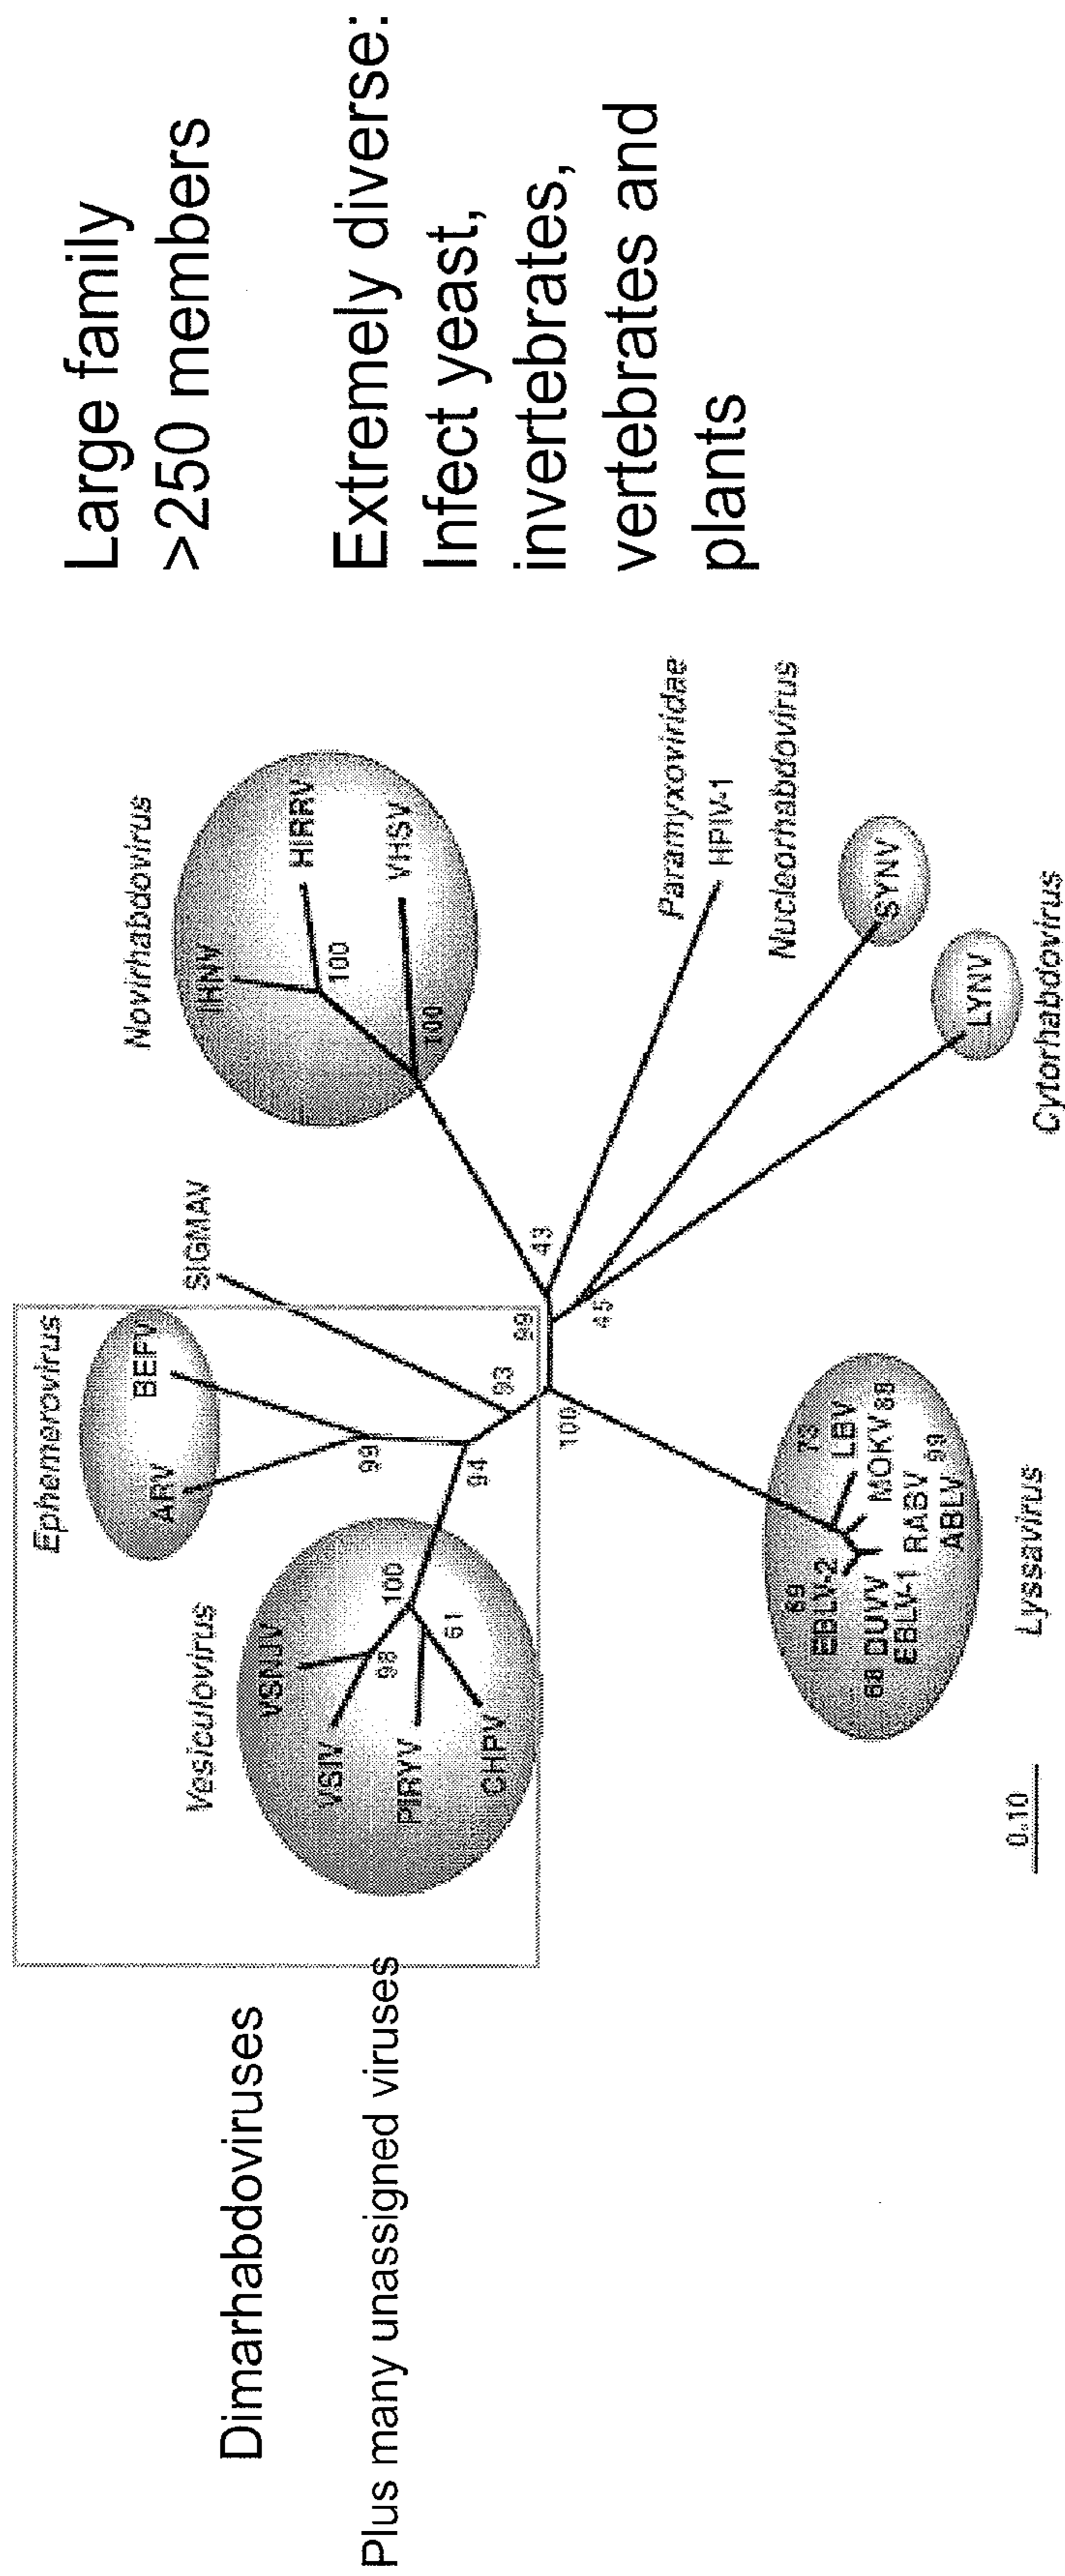 Large family
>250 members
Extremely diverse:
Infect yeast,
invertebrates,
vertebrates and
plants
Dimarhabdoviruses
Plus many unassigned viruses
Ephemerovirus
ARV
BEFV
99
SIGMAV
93
94
Vesiculovirus
VSNJV
VSIV
98
100
PIRYV
61
CHPV
Novirhabdovirus
IHNV
HIRRV
100
VHSV
100
43
99
45
100
Paramyxoviridae
HPIV-1
Nucleorhabdovirus
SYNV
LYNV
Cytorhabdovirus
73
LBV
MOKV
RABV
99
ABLV
EBLV-2
DUVV
EBLV-1
Lyssavirus
0.10